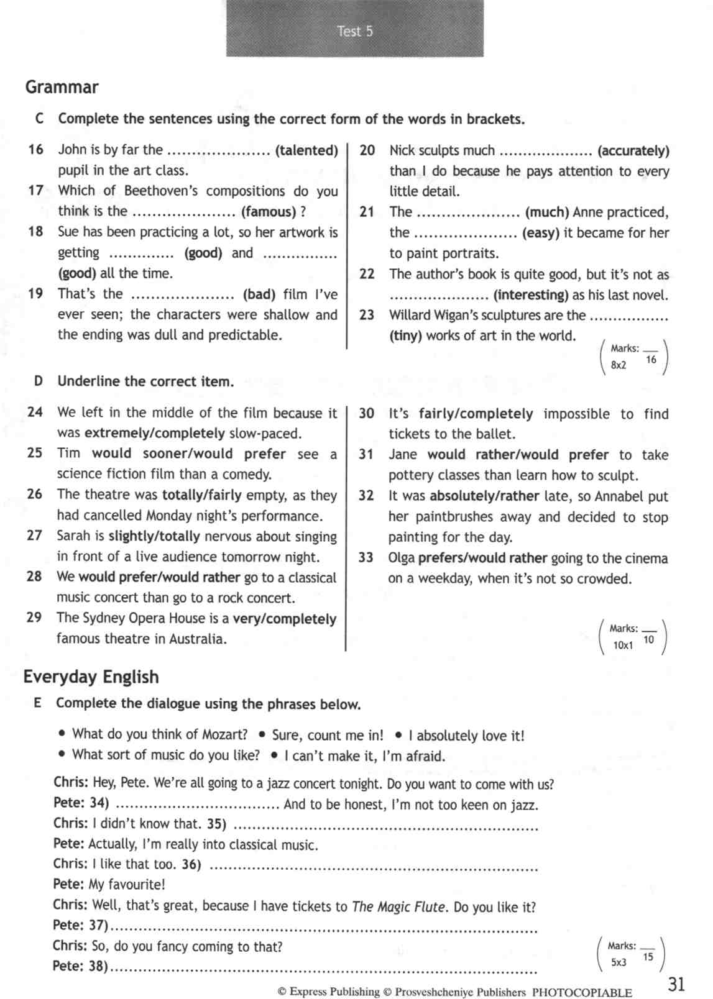 Test 5
Grammar
C Complete the sentences using the correct form of the words in brackets.
16 John is by far the ..................... (talented)
pupil in the art class.
17 Which of Beethoven's compositions do you
think is the ..................... (famous) ?
18 Sue has been practicing a lot, so her artwork is
getting ............. (good) and ...............
(good) all the time.
19 That's the ..................... (bad) film I've
ever seen; the characters were shallow and
the ending was dull and predictable.
20 Nick sculpts much ................... (accurately)
than I do because he pays attention to every
little detail.
21 The ..................... (much) Anne practiced,
the ..................... (easy) it became for her
to paint portraits.
22 The author's book is quite good, but it's not as
.................... (interesting) as his last novel.
23 Willard Wigan's sculptures are the ................
(tiny) works of art in the world.
Marks: __
8x2 16
D Underline the correct item.
24 We left in the middle of the film because it
was extremely/completely slow-paced.
25 Tim would sooner/would prefer see a
science fiction film than a comedy.
26 The theatre was totally/fairly empty, as they
had cancelled Monday night's performance.
27 Sarah is slightly/totally nervous about singing
in front of a live audience tomorrow night.
28 We would prefer/would rather go to a classical
music concert than go to a rock concert.
29 The Sydney Opera House is a very/completely
famous theatre in Australia.
30 It's fairly/completely impossible to find
tickets to the ballet.
31 Jane would rather/would prefer to take
pottery classes than learn how to sculpt.
32 It was absolutely/rather late, so Annabel put
her paintbrushes away and decided to stop
painting for the day.
33 Olga prefers/would rather going to the cinema
on a weekday, when it's not so crowded.
Marks: __
10x1 10
Everyday English
E Complete the dialogue using the phrases below.
• What do you think of Mozart? • Sure, count me in! • I absolutely love it!
• What sort of music do you like? • I can't make it, I'm afraid.
Chris: Hey, Pete. We're all going to a jazz concert tonight. Do you want to come with us?
Pete: 34) .................................. And to be honest, I'm not too keen on jazz.
Chris: I didn't know that. 35) ................................................................
Pete: Actually, I'm really into classical music.
Chris: I like that too. 36) .....................................................................
Pete: My favourite!
Chris: Well, that's great, because I have tickets to The Magic Flute. Do you like it?
Pete: 37)..........................................................................................
Chris: So, do you fancy coming to that?
Pete: 38)..........................................................................................
Marks: __
5x3 15
© Express Publishing © Prosveshcheniye Publishers PHOTOCOPIABLE
31